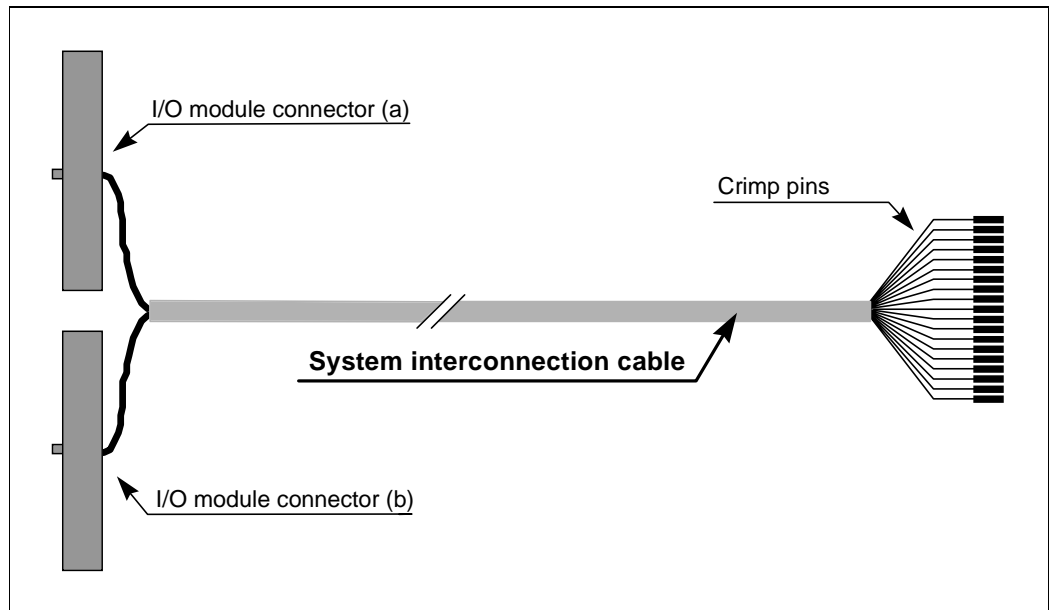 I/O module connector (a)
Crimp pins
System interconnection cable
I/O module connector (b)